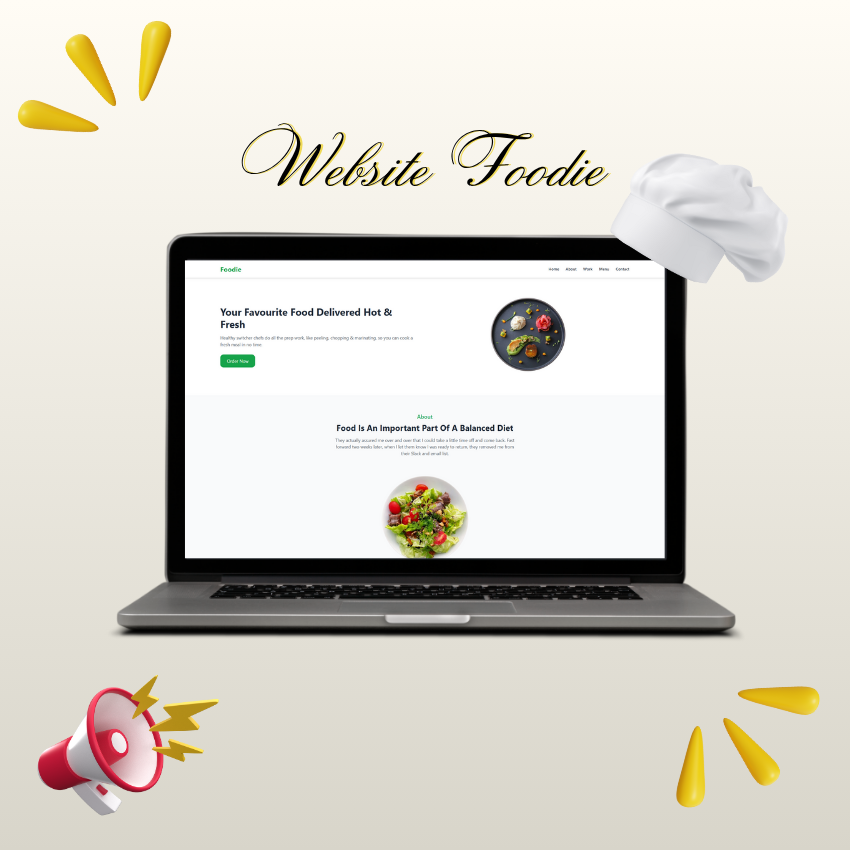 Website Foodie
Foodie
Home About Work Menu Contact
Your Favourite Food Delivered Hot &
Fresh
Healthy switcher chefs do all the prep work, like peeling, chopping & marinating, so you can cook a
fresh meal in no time
Order Now
About
Food Is An Important Part Of A Balanced Diet
They actually assured me over and over that I could take a little time off and come back. Fast
forward two weeks later, when I let them know I was ready to return, they removed me from
their Slack and email list.